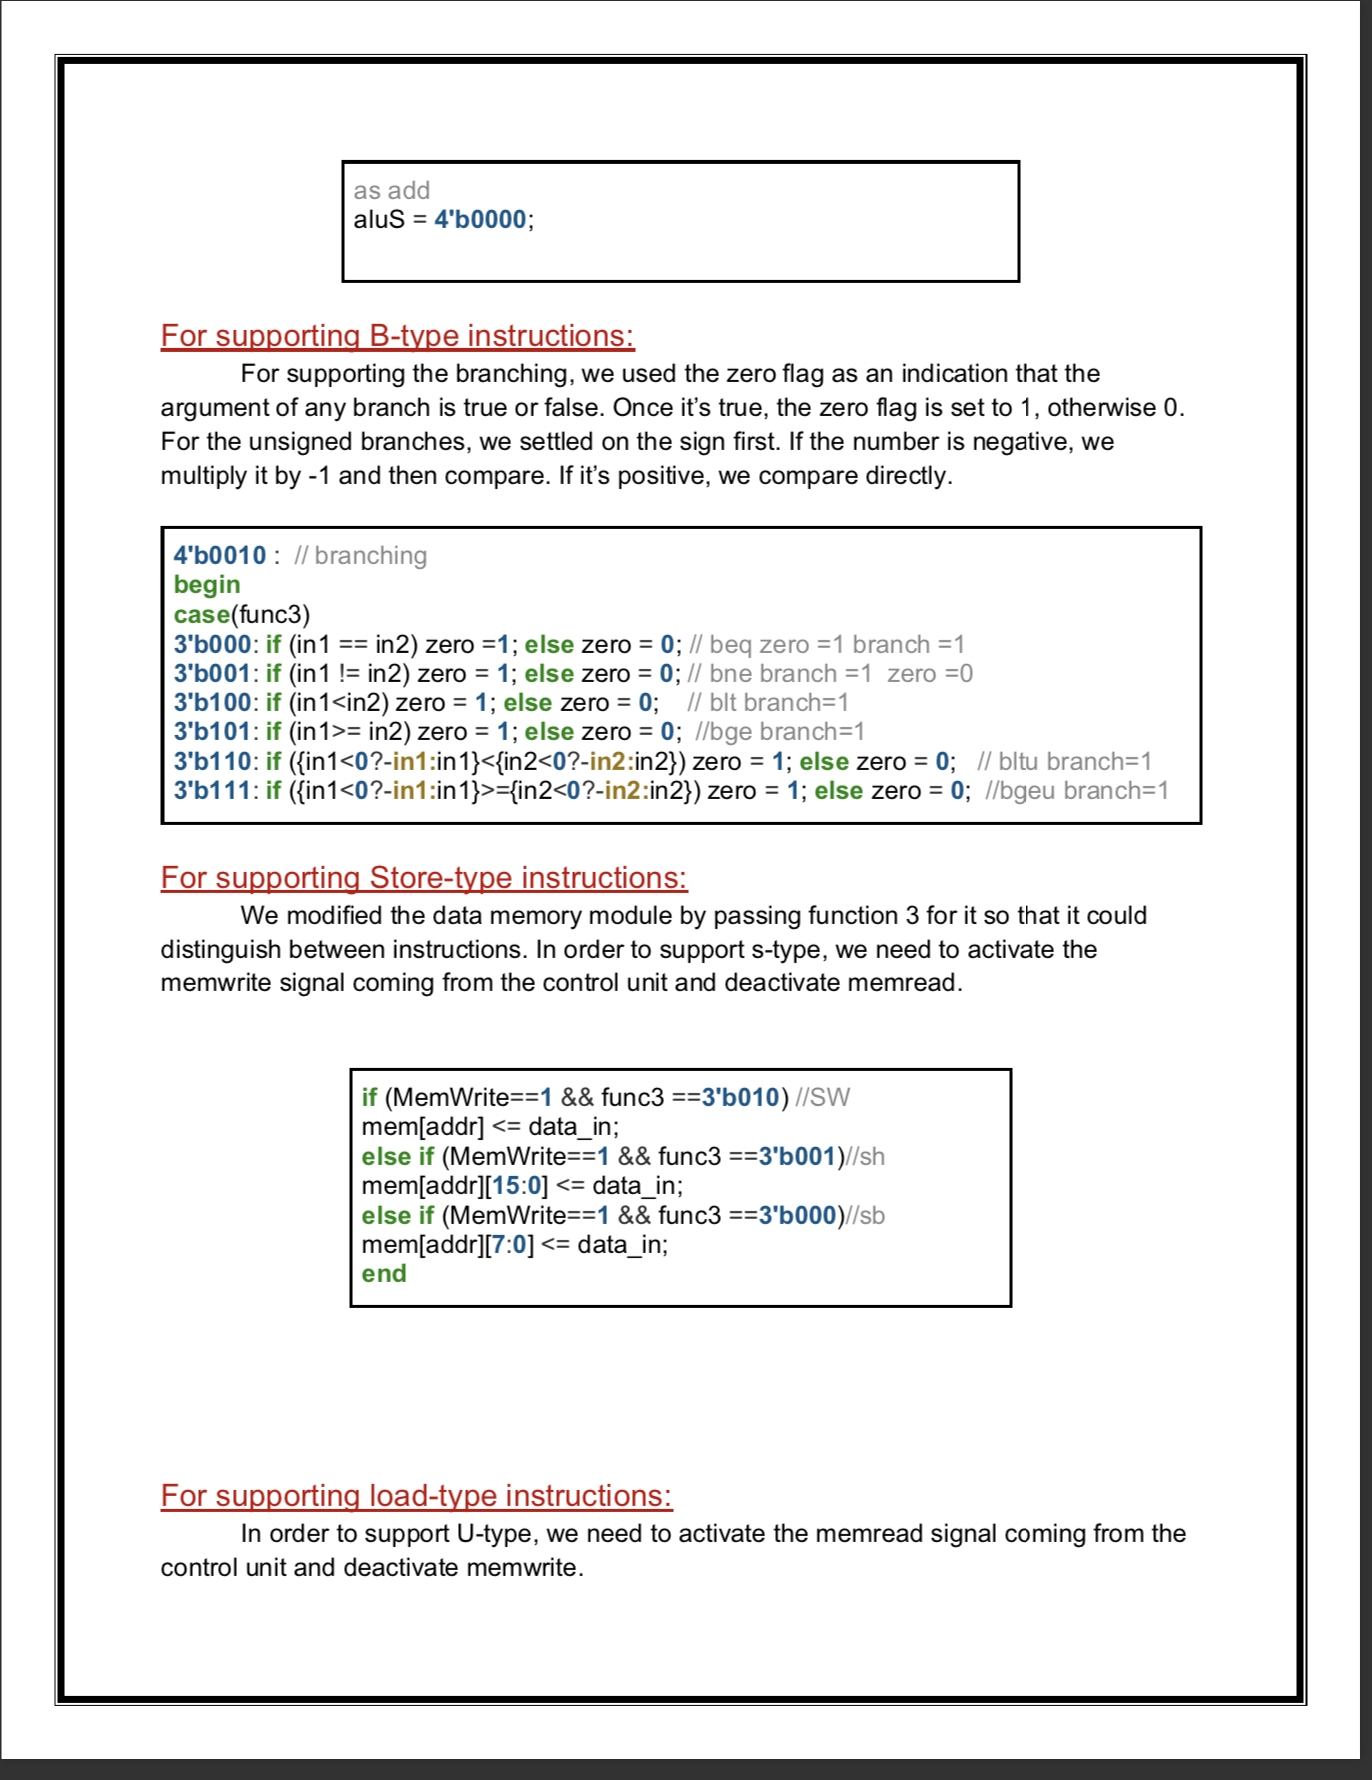 as add
aluS = 4'b0000;
For supporting B-type instructions:
For supporting the branching, we used the zero flag as an indication that the
argument of any branch is true or false. Once it’s true, the zero flag is set to 1, otherwise 0.
For the unsigned branches, we settled on the sign first. If the number is negative, we
multiply it by -1 and then compare. If it’s positive, we compare directly.
4'b0010 :  // branching
begin
case(func3)
3'b000: if (in1 == in2) zero =1; else zero = 0; // beq zero =1 branch =1
3'b001: if (in1 != in2) zero = 1; else zero = 0; // bne branch =1  zero =0
3'b100: if (in1<in2) zero = 1; else zero = 0;    // blt branch=1
3'b101: if (in1>= in2) zero = 1; else zero = 0;  //bge branch=1
3'b110: if ({in1<0?-in1:in1}<{in2<0?-in2:in2}) zero = 1; else zero = 0;   // bltu branch=1
3'b111: if ({in1<0?-in1:in1}>={in2<0?-in2:in2}) zero = 1; else zero = 0;  //bgeu branch=1
For supporting Store-type instructions:
We modified the data memory module by passing function 3 for it so that it could
distinguish between instructions. In order to support s-type, we need to activate the
memwrite signal coming from the control unit and deactivate memread.
if (MemWrite==1 && func3 ==3'b010) //SW
mem[addr] <= data_in;
else if (MemWrite==1 && func3 ==3'b001)//sh
mem[addr][15:0] <= data_in;
else if (MemWrite==1 && func3 ==3'b000)//sb
mem[addr][7:0] <= data_in;
end
For supporting load-type instructions:
In order to support U-type, we need to activate the memread signal coming from the
control unit and deactivate memwrite.